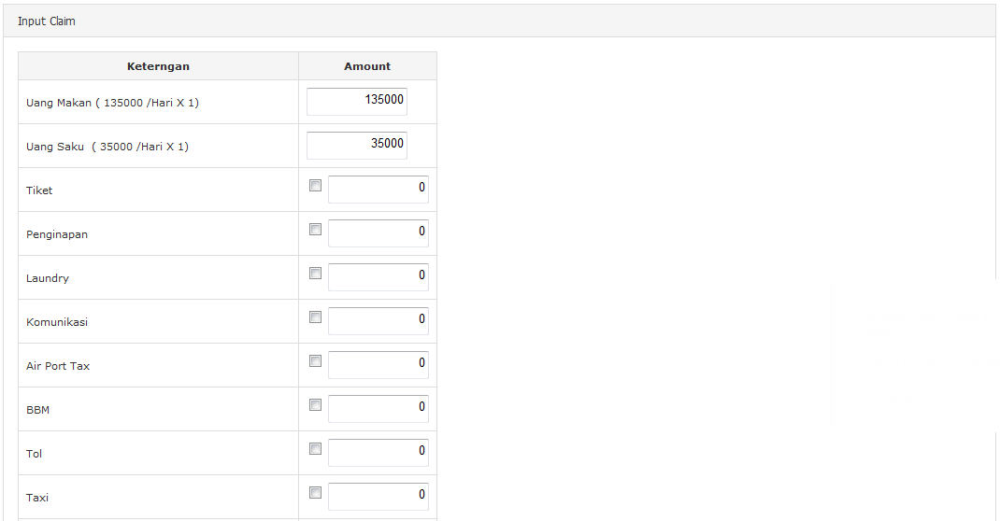 Input Claim
Keterngan Amount
Uang Makan ( 135000 /Hari X 1) 135000
Uang Saku ( 35000 /Hari X 1) 35000
Tiket 0
Penginapan 0
Laundry 0
Komunikasi 0
Air Port Tax 0
BBM 0
Tol 0
Taxi 0